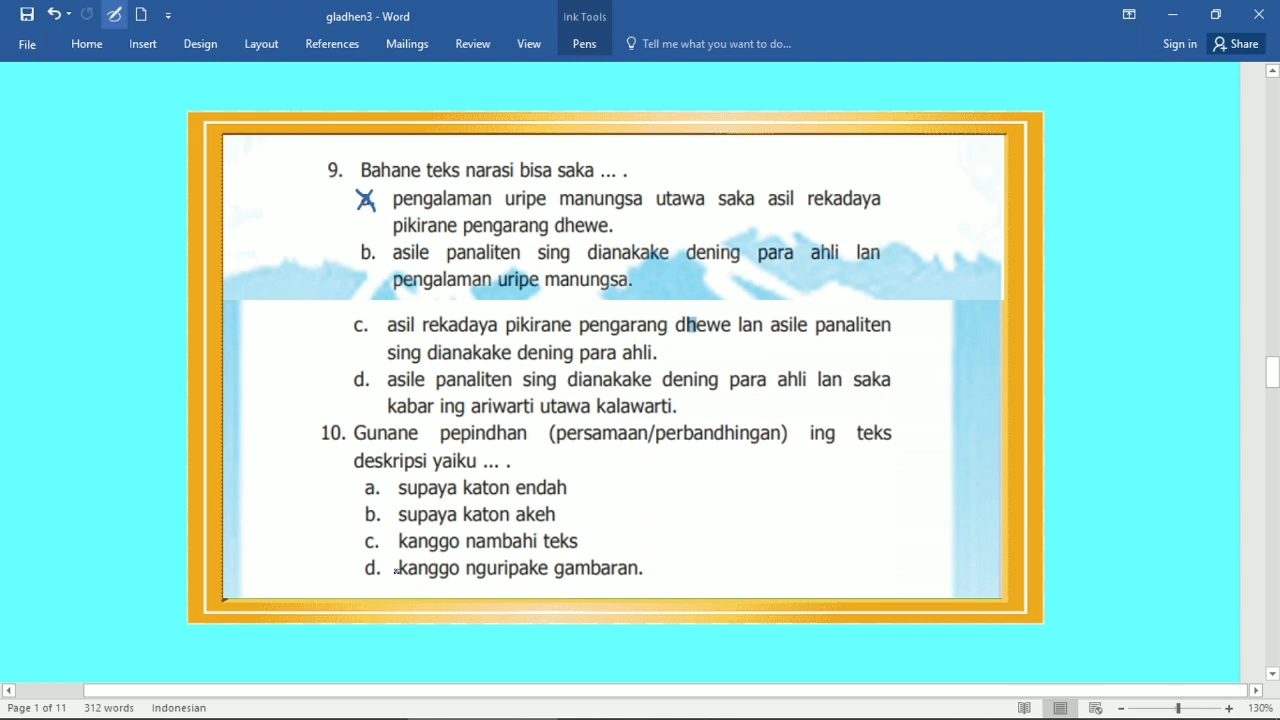 gladhen3 - Word
Ink Tools
File Home Insert Design Layout References Mailings Review View Pens Tell me what you want to do... Sign in Share
9. Bahane teks narasi bisa saka ... .
a. pengalaman uripe manungsa utawa saka asil rekadaya
pikirane pengarang dhewe.
b. asile panaliten sing dianakake dening para ahli lan
pengalaman uripe manungsa.
c. asil rekadaya pikirane pengarang dhewe lan asile panaliten
sing dianakake dening para ahli.
d. asile panaliten sing dianakake dening para ahli lan saka
kabar ing ariwarti utawa kalawarti.
10. Gunane pepindhan (persamaan/perbandhingan) ing teks
deskripsi yaiku ... .
a. supaya katon endah
b. supaya katon akeh
c. kanggo nambahi teks
d. kanggo nguripake gambaran.
Page 1 of 11 312 words Indonesian 130%